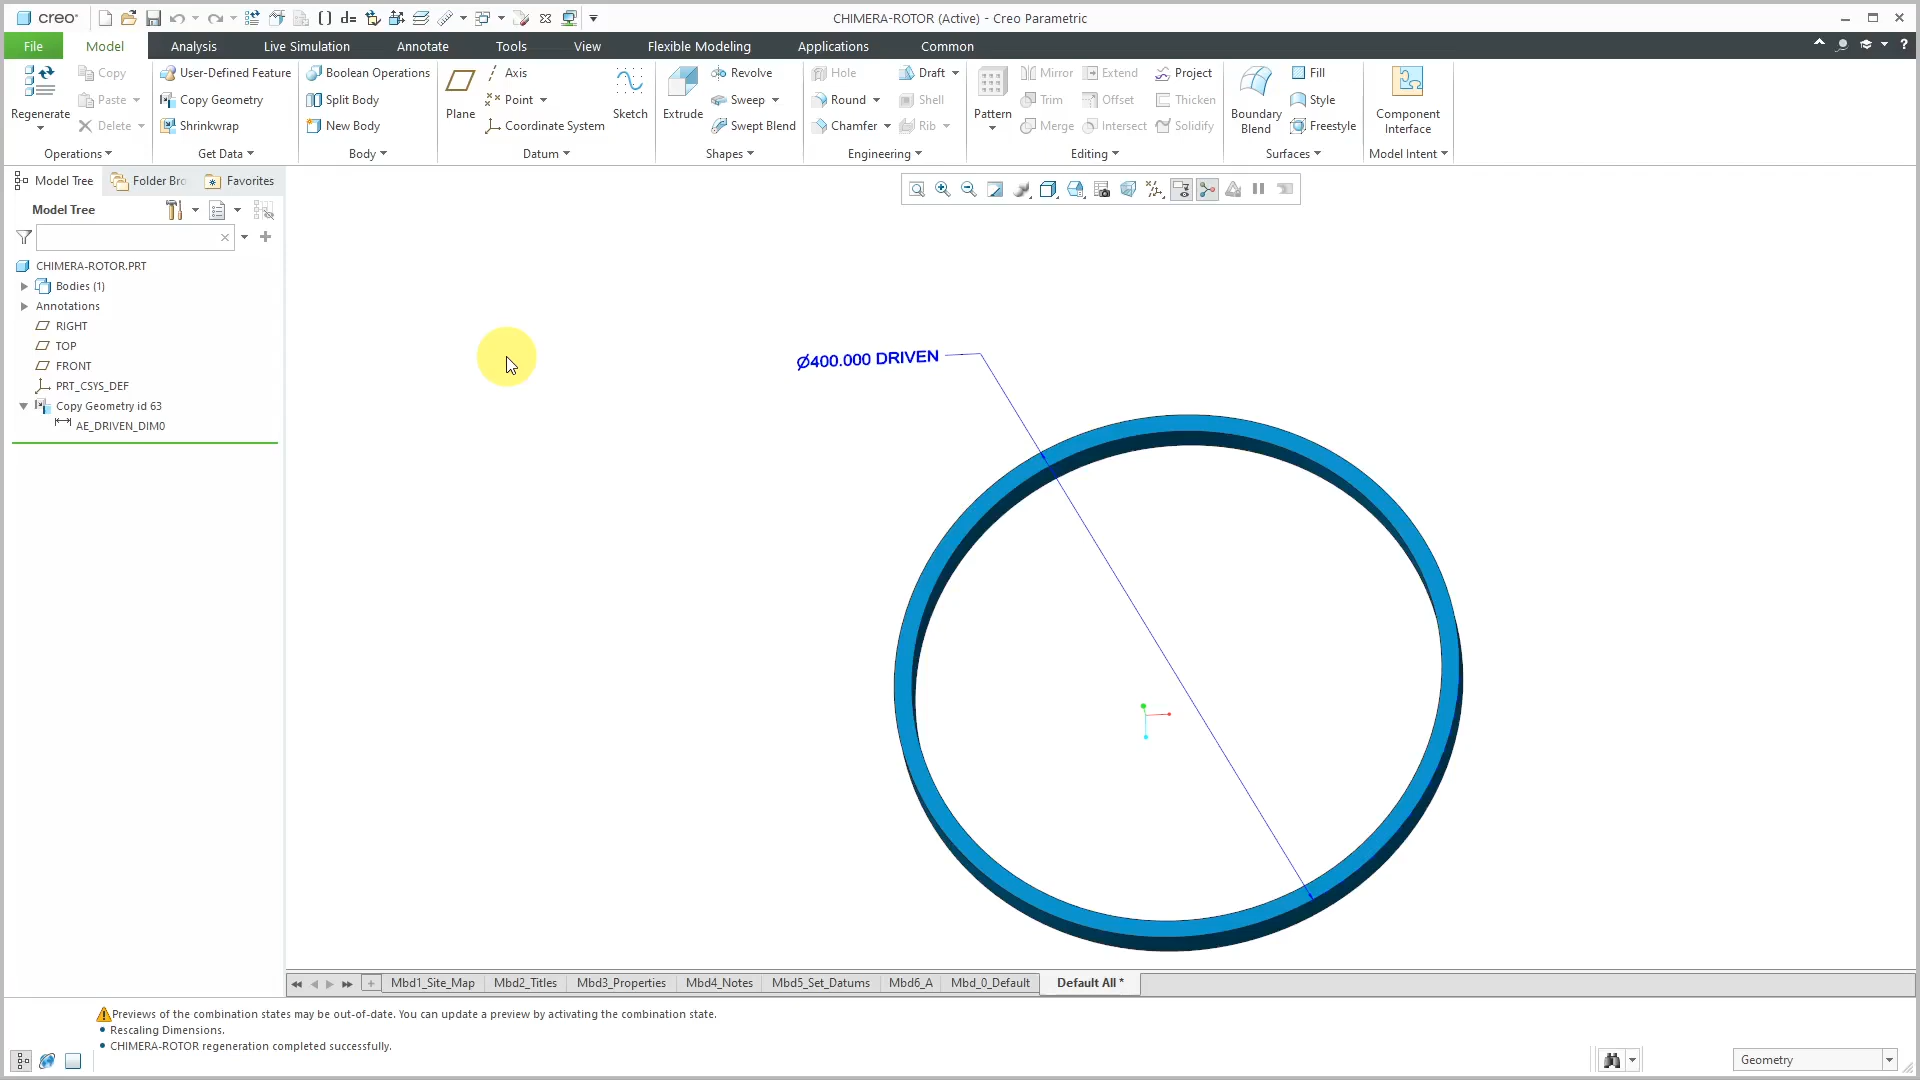 creo
CHIMERA-ROTOR (Active) - Creo Parametric
File Model Analysis Live Simulation Annotate Tools View Flexible Modeling Applications Common
Regenerate
Copy
Paste
Delete
Operations
User-Defined Feature
Copy Geometry
Shrinkwrap
Get Data
Boolean Operations
Split Body
New Body
Body
Plane
Axis
Point
Coordinate System
Sketch
Datum
Extrude
Revolve
Sweep
Swept Blend
Shapes
Hole
Round
Chamfer
Draft
Shell
Rib
Engineering
Pattern
Mirror
Trim
Merge
Extend
Offset
Intersect
Project
Thicken
Solidify
Editing
Boundary
Blend
Fill
Style
Freestyle
Surfaces
Component
Interface
Model Intent
Model Tree Folder Bro Favorites
Model Tree
CHIMERA-ROTOR.PRT
Bodies (1)
Annotations
RIGHT
TOP
FRONT
PRT_CSYS_DEF
Copy Geometry id 63
AE_DRIVEN_DIM0
Ø400.000 DRIVEN
Mbd1_Site_Map Mbd2_Titles Mbd3_Properties Mbd4_Notes Mbd5_Set_Datums Mbd6_A Mbd_0_Default Default All *
Previews of the combination states may be out-of-date. You can update a preview by activating the combination state.
• Rescaling Dimensions.
• CHIMERA-ROTOR regeneration completed successfully.
Geometry